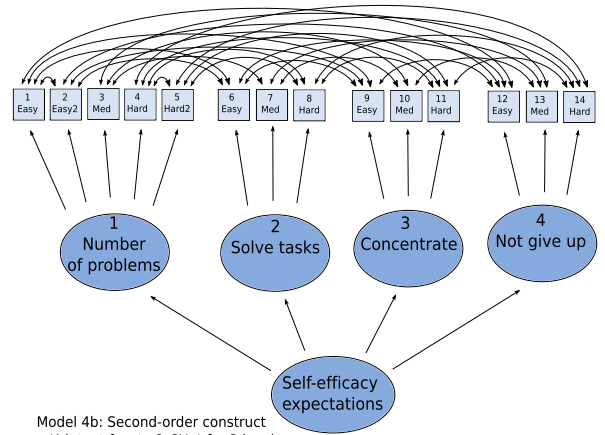 1 2 3 4 5 6 7 8 9 10 11 12 13 14
Easy Easy2 Med Hard Hard2 Easy Med Hard Easy Med Hard Easy Med Hard
1
Number
of problems
2
Solve tasks
3
Concentrate
4
Not give up
Self-efficacy
expectations
Model 4b: Second-order construct